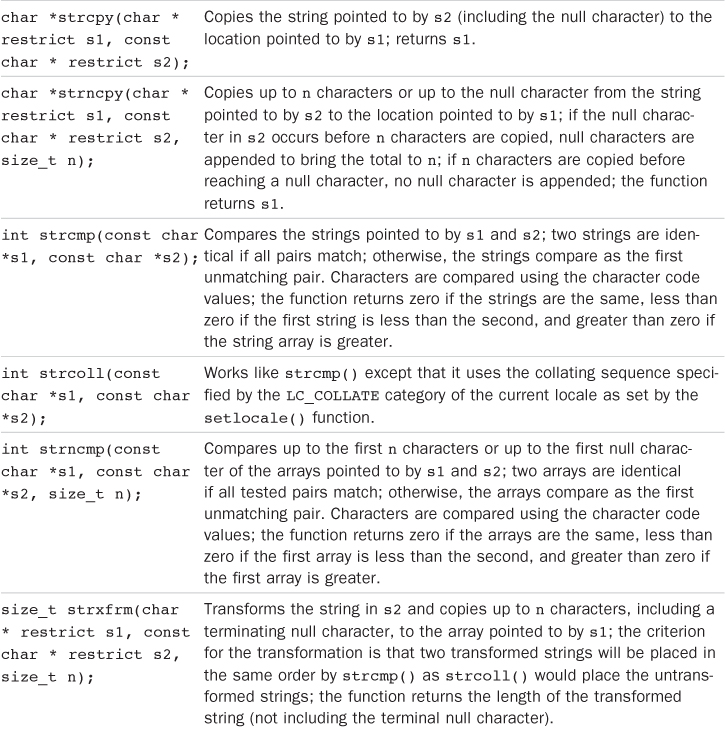 char *strcpy(char *
restrict s1, const
char * restrict s2);
Copies the string pointed to by s2 (including the null character) to the
location pointed to by s1; returns s1.
char *strncpy(char *
restrict s1, const
char * restrict s2,
size_t n);
Copies up to n characters or up to the null character from the string
pointed to by s2 to the location pointed to by s1; if the null charac-
ter in s2 occurs before n characters are copied, null characters are
appended to bring the total to n; if n characters are copied before
reaching a null character, no null character is appended; the function
returns s1.
int strcmp(const char
*s1, const char *s2);
Compares the strings pointed to by s1 and s2; two strings are iden-
tical if all pairs match; otherwise, the strings compare as the first
unmatching pair. Characters are compared using the character code
values; the function returns zero if the strings are the same, less than
zero if the first string is less than the second, and greater than zero if
the string array is greater.
int strcoll(const
char *s1, const char
*s2);
Works like strcmp() except that it uses the collating sequence speci-
fied by the LC_COLLATE category of the current locale as set by the
setlocale() function.
int strncmp(const
char *s1, const char
*s2, size_t n);
Compares up to the first n characters or up to the first null charac-
ter of the arrays pointed to by s1 and s2; two arrays are identical
if all tested pairs match; otherwise, the arrays compare as the first
unmatching pair. Characters are compared using the character code
values; the function returns zero if the arrays are the same, less than
zero if the first array is less than the second, and greater than zero if
the first array is greater.
size_t strxfrm(char
* restrict s1, const
char * restrict s2,
size_t n);
Transforms the string in s2 and copies up to n characters, including a
terminating null character, to the array pointed to by s1; the criterion
for the transformation is that two transformed strings will be placed in
the same order by strcmp() as strcoll() would place the untrans-
formed strings; the function returns the length of the transformed
string (not including the terminal null character).